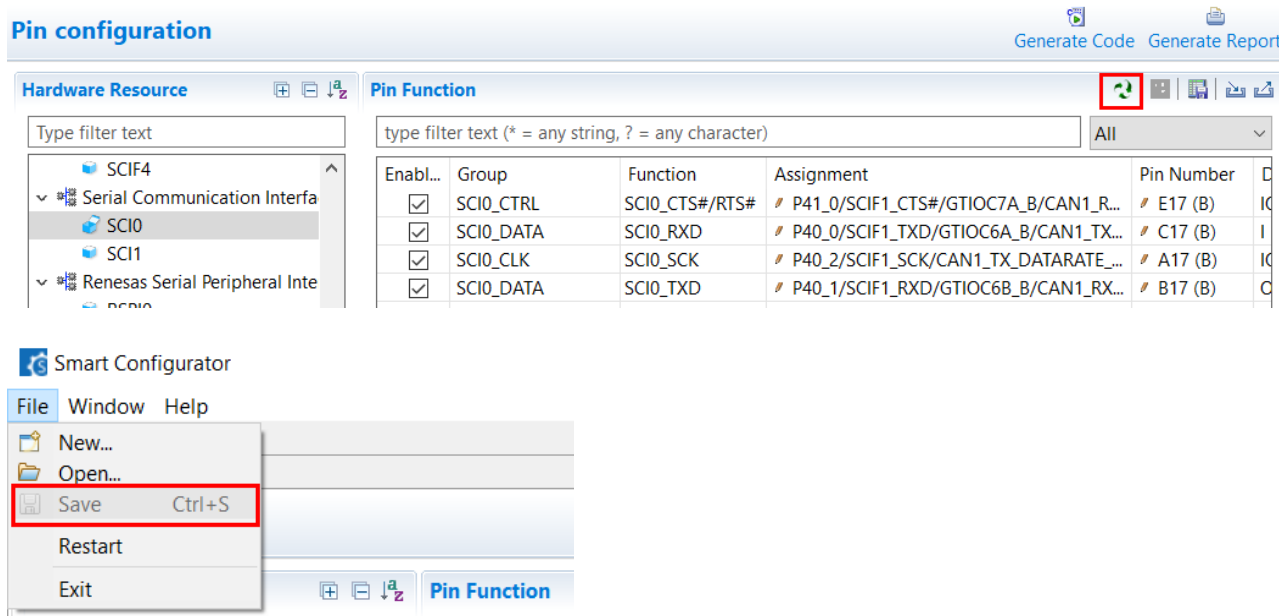 Pin configuration
Generate Code Generate Report
Hardware Resource
Pin Function
Type filter text
type filter text (* = any string, ? = any character)
All
SCIF4
Serial Communication Interfa
SCI0
SCI1
Renesas Serial Peripheral Inte
Enabl... Group Function Assignment Pin Number D
SCI0_CTRL SCI0_CTS#/RTS# P41_0/SCIF1_CTS#/GTIOC7A_B/CAN1_R... E17 (B) IO
SCI0_DATA SCI0_RXD P40_0/SCIF1_TXD/GTIOC6A_B/CAN1_TX... C17 (B) I
SCI0_CLK SCI0_SCK P40_2/SCIF1_SCK/CAN1_TX_DATARATE_... A17 (B) IO
SCI0_DATA SCI0_TXD P40_1/SCIF1_RXD/GTIOC6B_B/CAN1_RX... B17 (B) O
Smart Configurator
File Window Help
New...
Open...
Save Ctrl+S
Restart
Exit
Pin Function